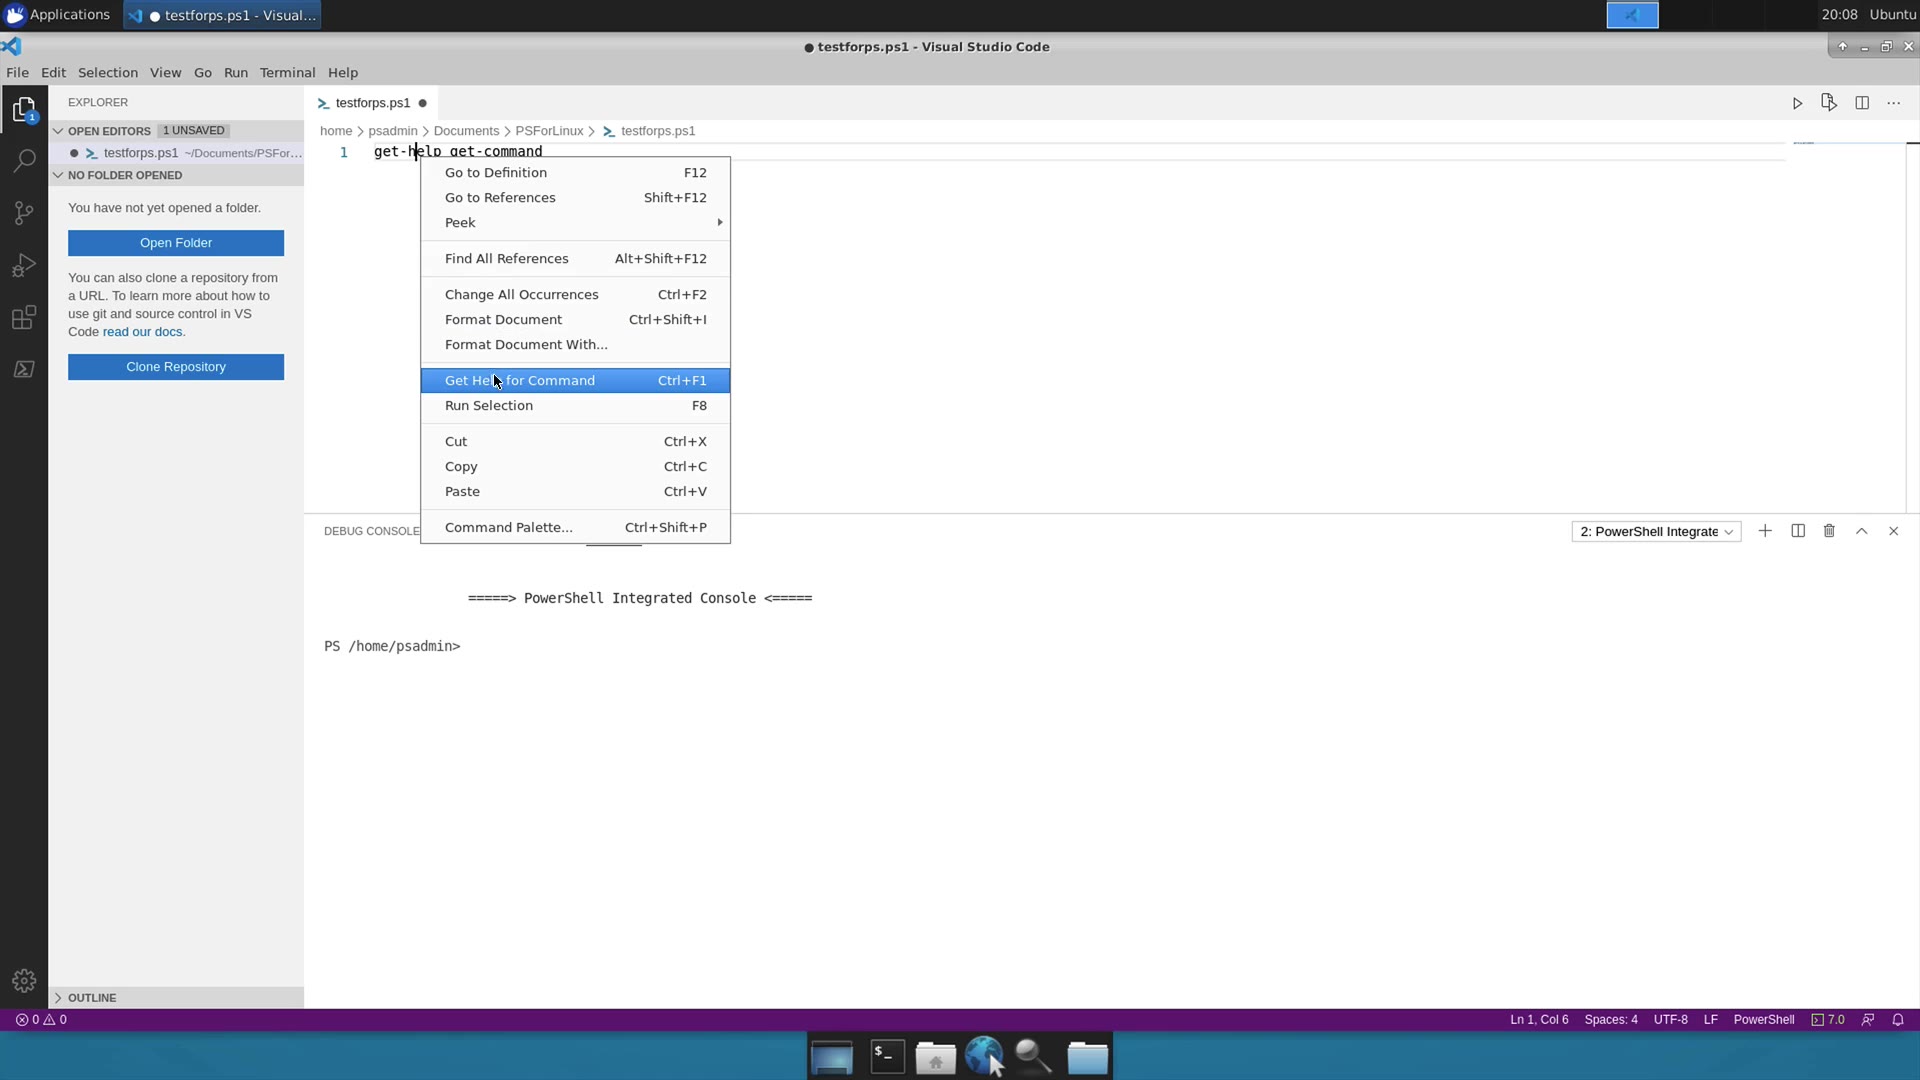 Applications
testforps.ps1 - Visual...
20:08 Ubuntu
testforps.ps1 - Visual Studio Code
File Edit Selection View Go Run Terminal Help
EXPLORER
OPEN EDITORS 1 UNSAVED
testforps.ps1 ~/Documents/PSFor...
NO FOLDER OPENED
You have not yet opened a folder.
Open Folder
You can also clone a repository from
a URL. To learn more about how to
use git and source control in VS
Code read our docs.
Clone Repository
OUTLINE
1
testforps.ps1
home > psadmin > Documents > PSForLinux > testforps.ps1
1 get-help get-command
Go to Definition F12
Go to References Shift+F12
Peek
Find All References Alt+Shift+F12
Change All Occurrences Ctrl+F2
Format Document Ctrl+Shift+I
Format Document With...
Get Help for Command Ctrl+F1
Run Selection F8
Cut Ctrl+X
Copy Ctrl+C
Paste Ctrl+V
Command Palette... Ctrl+Shift+P
DEBUG CONSOLE
2: PowerShell Integrate
=====> PowerShell Integrated Console <=====
PS /home/psadmin>
0 0
Ln 1, Col 6 Spaces: 4 UTF-8 LF PowerShell 7.0
$_